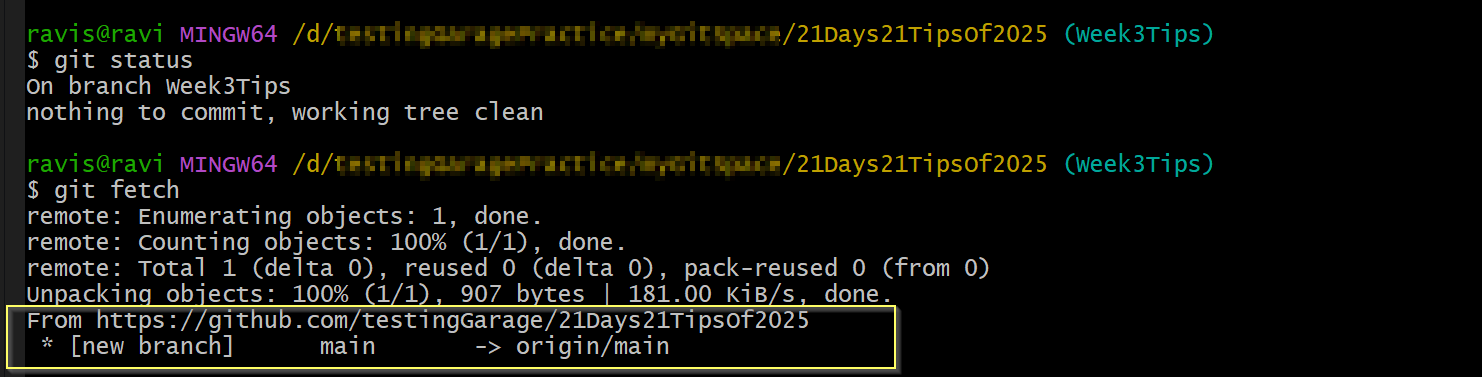 ravis@ravi MINGW64 /d/ /21Days21TipsOf2025 (Week3Tips)
$ git status
On branch Week3Tips
nothing to commit, working tree clean
ravis@ravi MINGW64 /d/ /21Days21TipsOf2025 (Week3Tips)
$ git fetch
remote: Enumerating objects: 1, done.
remote: Counting objects: 100% (1/1), done.
remote: Total 1 (delta 0), reused 0 (delta 0), pack-reused 0 (from 0)
Unpacking objects: 100% (1/1), 907 bytes | 181.00 KiB/s, done.
From https://github.com/testingGarage/21Days21TipsOf2025
 * [new branch]      main       -> origin/main